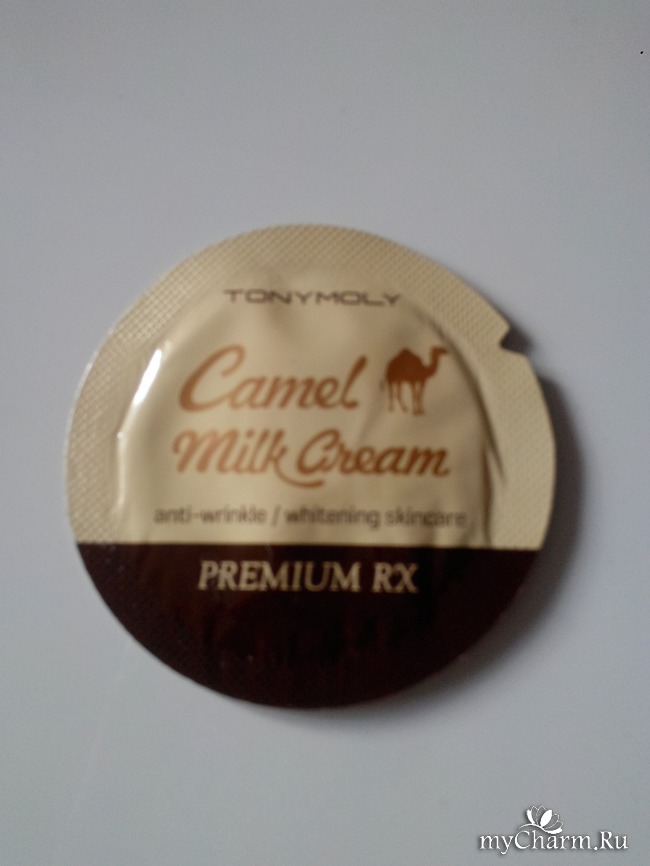 TONYMOLY
Camel
Milk Cream
anti-wrinkle / whitening skincare
PREMIUM RX
myCharm.Ru